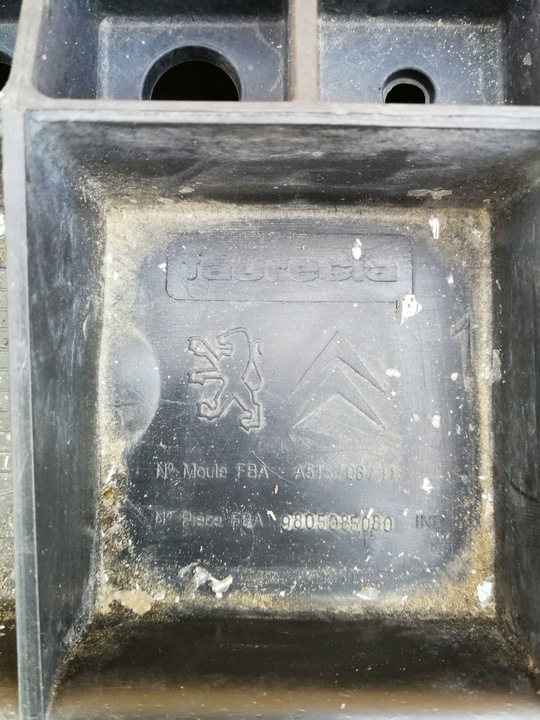 faurecia
N° Moule FBA
N° Piece FBA 9805085080 IND